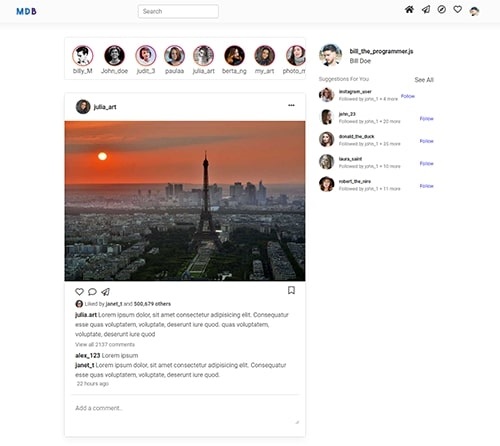 MDB
Search
billy_M John_doe judit_3 paulaa julia_art berta_ng my_art photo_m
julia_art
Liked by janet_t and 500,679 others
julia.art Lorem ipsum dolor, sit amet consectetur adipisicing elit. Consequatur
esse quas voluptatem, voluptate, deserunt iure quod. quas voluptatem,
voluptate, deserunt iure quod
View all 2137 comments
alex_123 Lorem ipsum
janet_t Lorem ipsum dolor, sit amet consectetur adipisicing elit. Consequatur
esse quas voluptatem, voluptate, deserunt iure quod.
22 hours ago
Add a comment..
bill_the_programmer.js
Bill Doe
Suggestions For You See All
instagram_user
Followed by john_1 + 8 more Follow
john_23
Followed by john_1 + 20 more Follow
donald_the_duck
Followed by john_1 + 35 more Follow
laura_saint
Followed by john_1 + 10 more Follow
robert_the_niro
Followed by john_1 + 11 more Follow